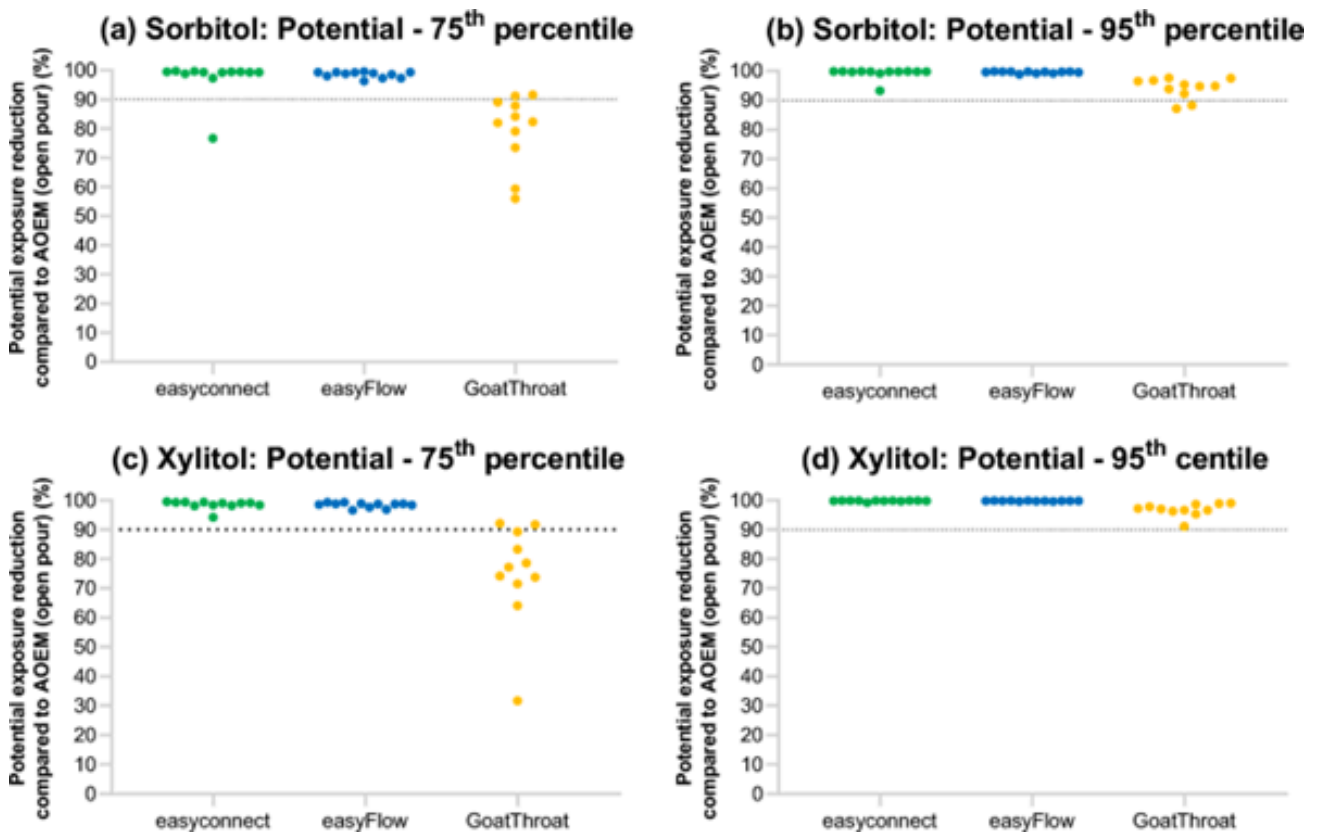 (a) Sorbitol: Potential - 75th percentile
Potential exposure reduction
compared to AOEM (open pour) (%)
100
90
80
70
60
50
40
30
20
10
0
easyconnect easyFlow GoatThroat
(b) Sorbitol: Potential - 95th percentile
Potential exposure reduction
compared to AOEM (open pour) (%)
100
90
80
70
60
50
40
30
20
10
0
easyconnect easyFlow GoatThroat
(c) Xylitol: Potential - 75th percentile
Potential exposure reduction
compared to AOEM (open pour) (%)
100
90
80
70
60
50
40
30
20
10
0
easyconnect easyFlow GoatThroat
(d) Xylitol: Potential - 95th centile
Potential exposure reduction
compared to AOEM (open pour) (%)
100
90
80
70
60
50
40
30
20
10
0
easyconnect easyFlow GoatThroat